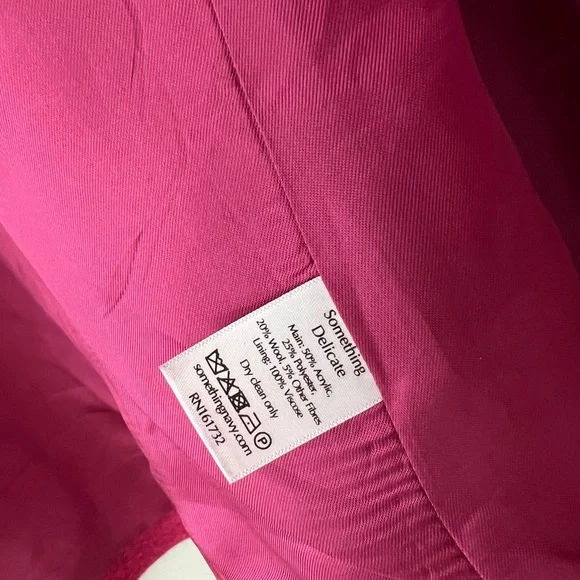 Something
Delicate
Main: 50% Acrylic,
25% Polyester,
20% Wool, 5% Other Fibres
Lining: 100% Viscose
Dry clean only
P
somethingnavy.com
RN161732